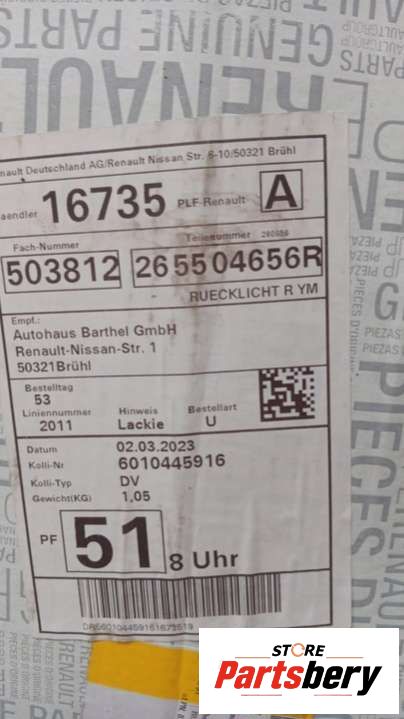 GENUINE PARTS
RENAULT
nault Deutschland AG/Renault Nissan Str. 6-10/50321 Brühl
aendler 16735 PLF-Renault A
Fach-Nummer Teilenummer
503812 265504656R
- RUECKLICHT R YM
Empf.:
Autohaus Barthel GmbH
Renault-Nissan-Str. 1
50321Brühl
Bestelltag
53
Liniennummer Hinweis Bestellart
2011 Lackie U
Datum 02.03.2023
Kolli-Nr 6010445916
Kolli-Typ DV
Gewicht(KG) 1,05
PF 51 8 Uhr
PIECES D'ORIGINE
STORE
Partsbery